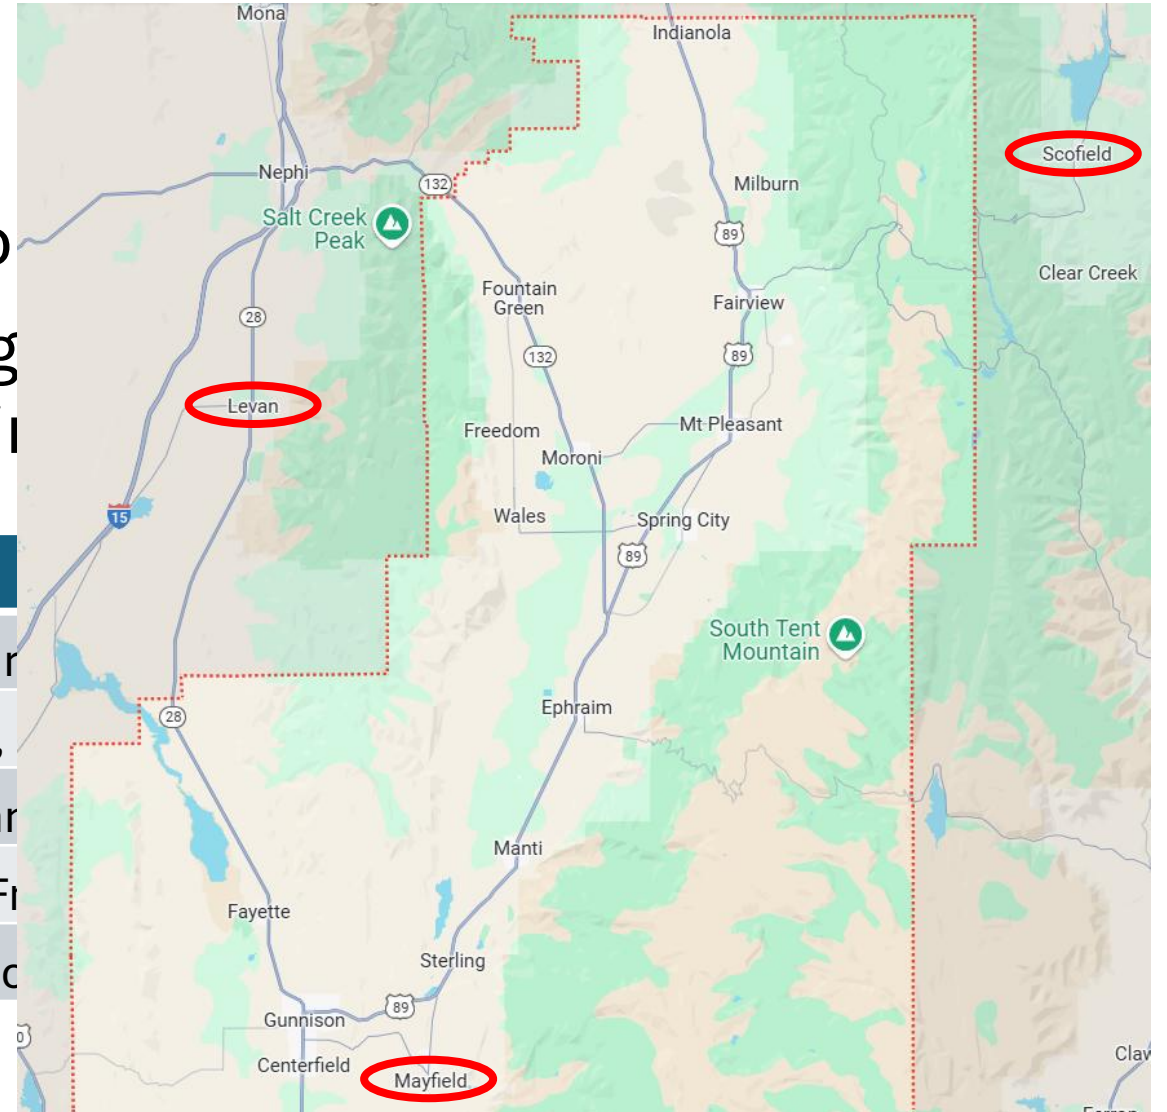 Mona
Indianola
Scofield
Nephi
132
Milburn
Salt Creek
Peak
89
Clear Creek
Fountain
Green
Fairview
28
132
89
Levan
Mt Pleasant
Freedom
Moroni
15
Wales
Spring City
89
South Tent
Mountain
Ephraim
28
Manti
Fayette
Sterling
89
Gunnison
Centerfield
Mayfield